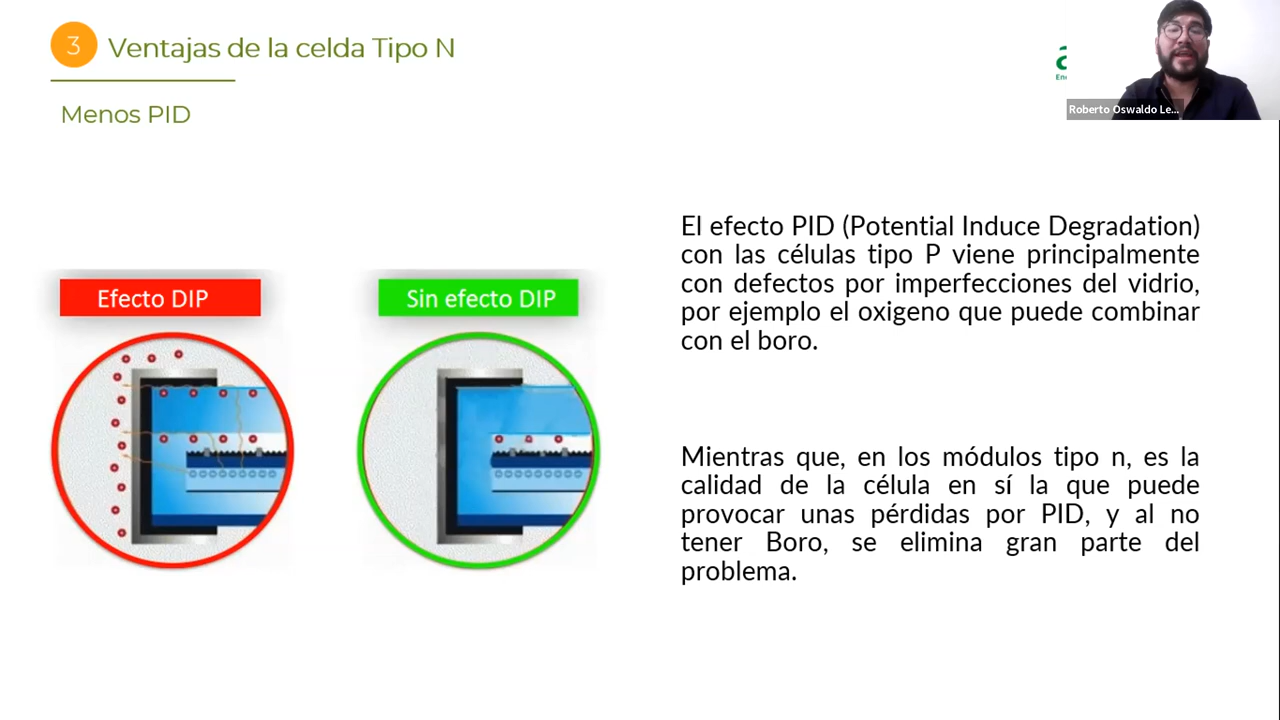 3 Ventajas de la celda Tipo N
Menos PID
Roberto Oswaldo Le...
Efecto DIP
Sin efecto DIP
El efecto PID (Potential Induce Degradation)
con las células tipo P viene principalmente
con defectos por imperfecciones del vidrio,
por ejemplo el oxigeno que puede combinar
con el boro.
Mientras que, en los módulos tipo n, es la
calidad de la célula en sí la que puede
provocar unas pérdidas por PID, y al no
tener Boro, se elimina gran parte del
problema.